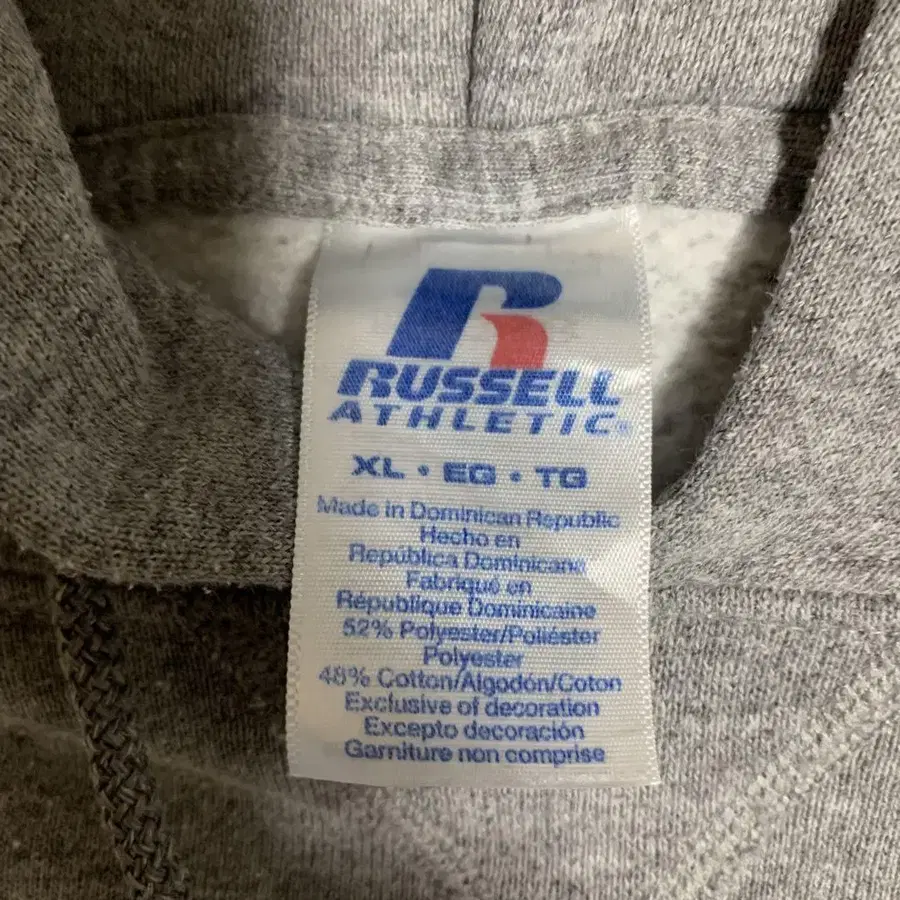 R
RUSSELL
ATHLETIC®
XL • EG • TG
Made in Dominican Republic
Hecho en
República Dominicana
Fabriqué en
République Dominicaine
52% Polyester/Poliéster
Polyester
48% Cotton/Algodón/Coton
Exclusive of decoration
Excepto decoración
Garniture non comprise